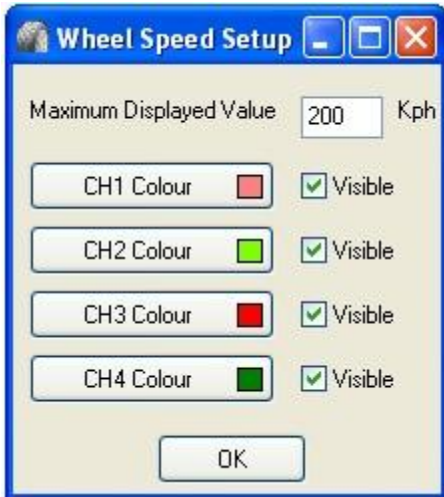 Wheel Speed Setup
Maximum Displayed Value 200 Kph
CH1 Colour Visible
CH2 Colour Visible
CH3 Colour Visible
CH4 Colour Visible
OK